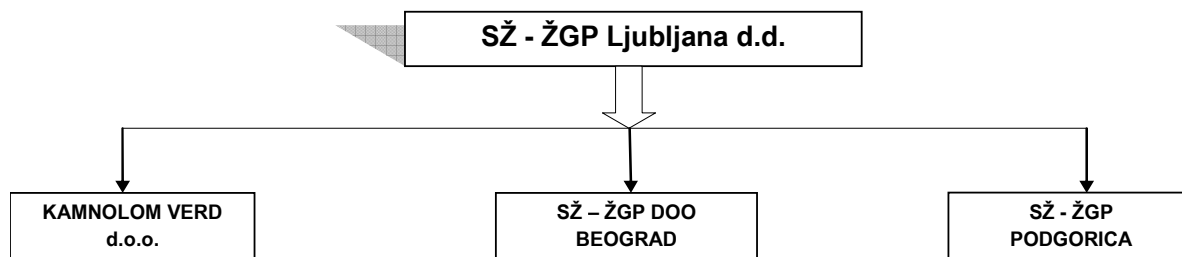 SŽ - ŽGP Ljubljana d.d.
KAMNOLOM VERD
d.o.o.
SŽ – ŽGP DOO
BEOGRAD
SŽ - ŽGP
PODGORICA